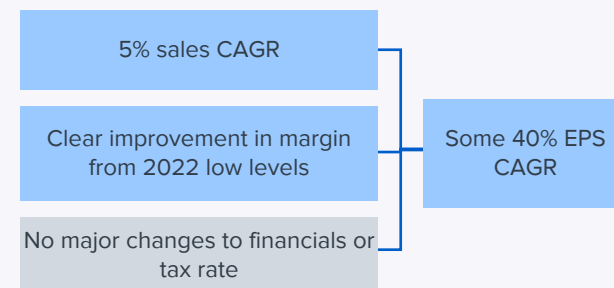 5% sales CAGR
Clear improvement in margin
from 2022 low levels
Some 40% EPS
CAGR
No major changes to financials or
tax rate